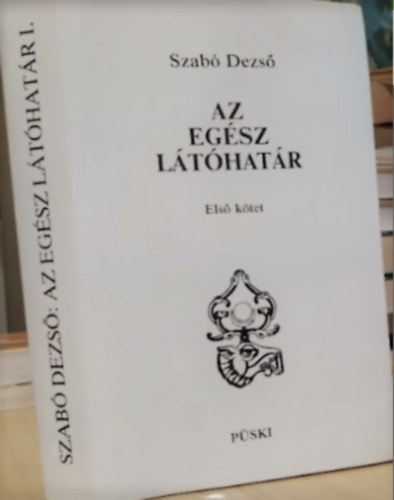 SZABÓ DEZSŐ: AZ EGÉSZ LÁTÓHATÁR I.
Szabó Dezső
AZ
EGÉSZ
LÁTÓHATÁR
Első kötet
PÜSKI